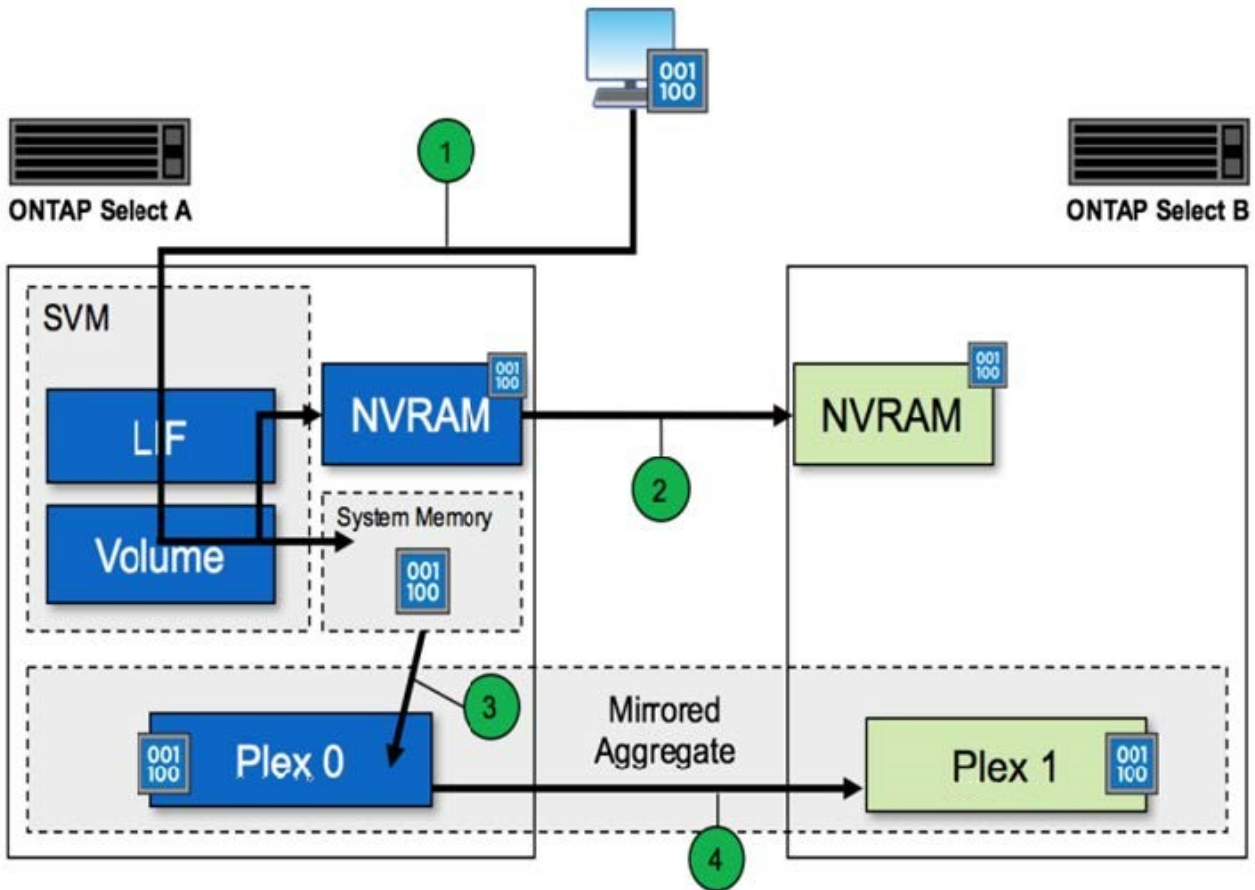 001
100
1
ONTAP Select A
ONTAP Select B
SVM
001
100
001
100
LIF
NVRAM
NVRAM
2
System Memory
Volume
001
100
3
Mirrored
Aggregate
001
100
Plex 0
Plex 1
001
100
4